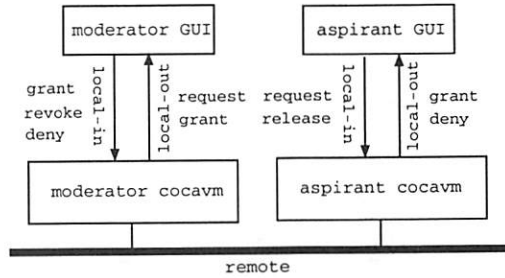 moderator GUI
aspirant GUI
grant
revoke
deny
local-in
local-out
request
grant
request
release
local-in
local-out
grant
deny
moderator cocavm
aspirant cocavm
remote